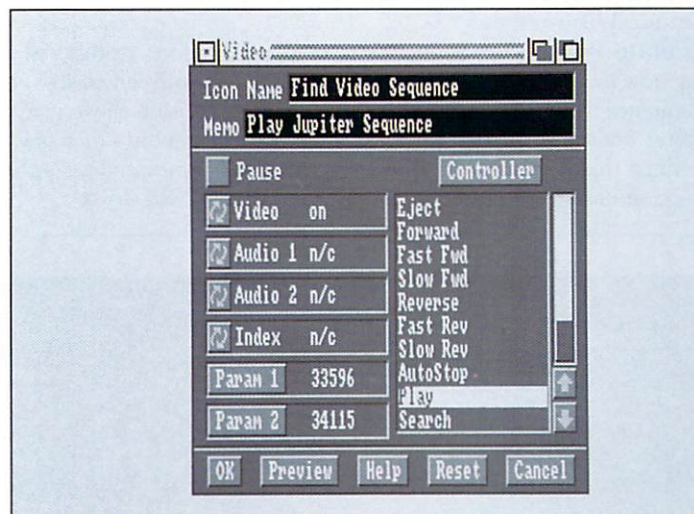 Video
Icon Name Find Video Sequence
Memo Play Jupiter Sequence
Pause
Controller
Video on
Audio 1 n/c
Audio 2 n/c
Index n/c
Param 1 33596
Param 2 34115
Eject
Forward
Fast Fwd
Slow Fwd
Reverse
Fast Rev
Slow Rev
AutoStop
Play
Search
OK Preview Help Reset Cancel